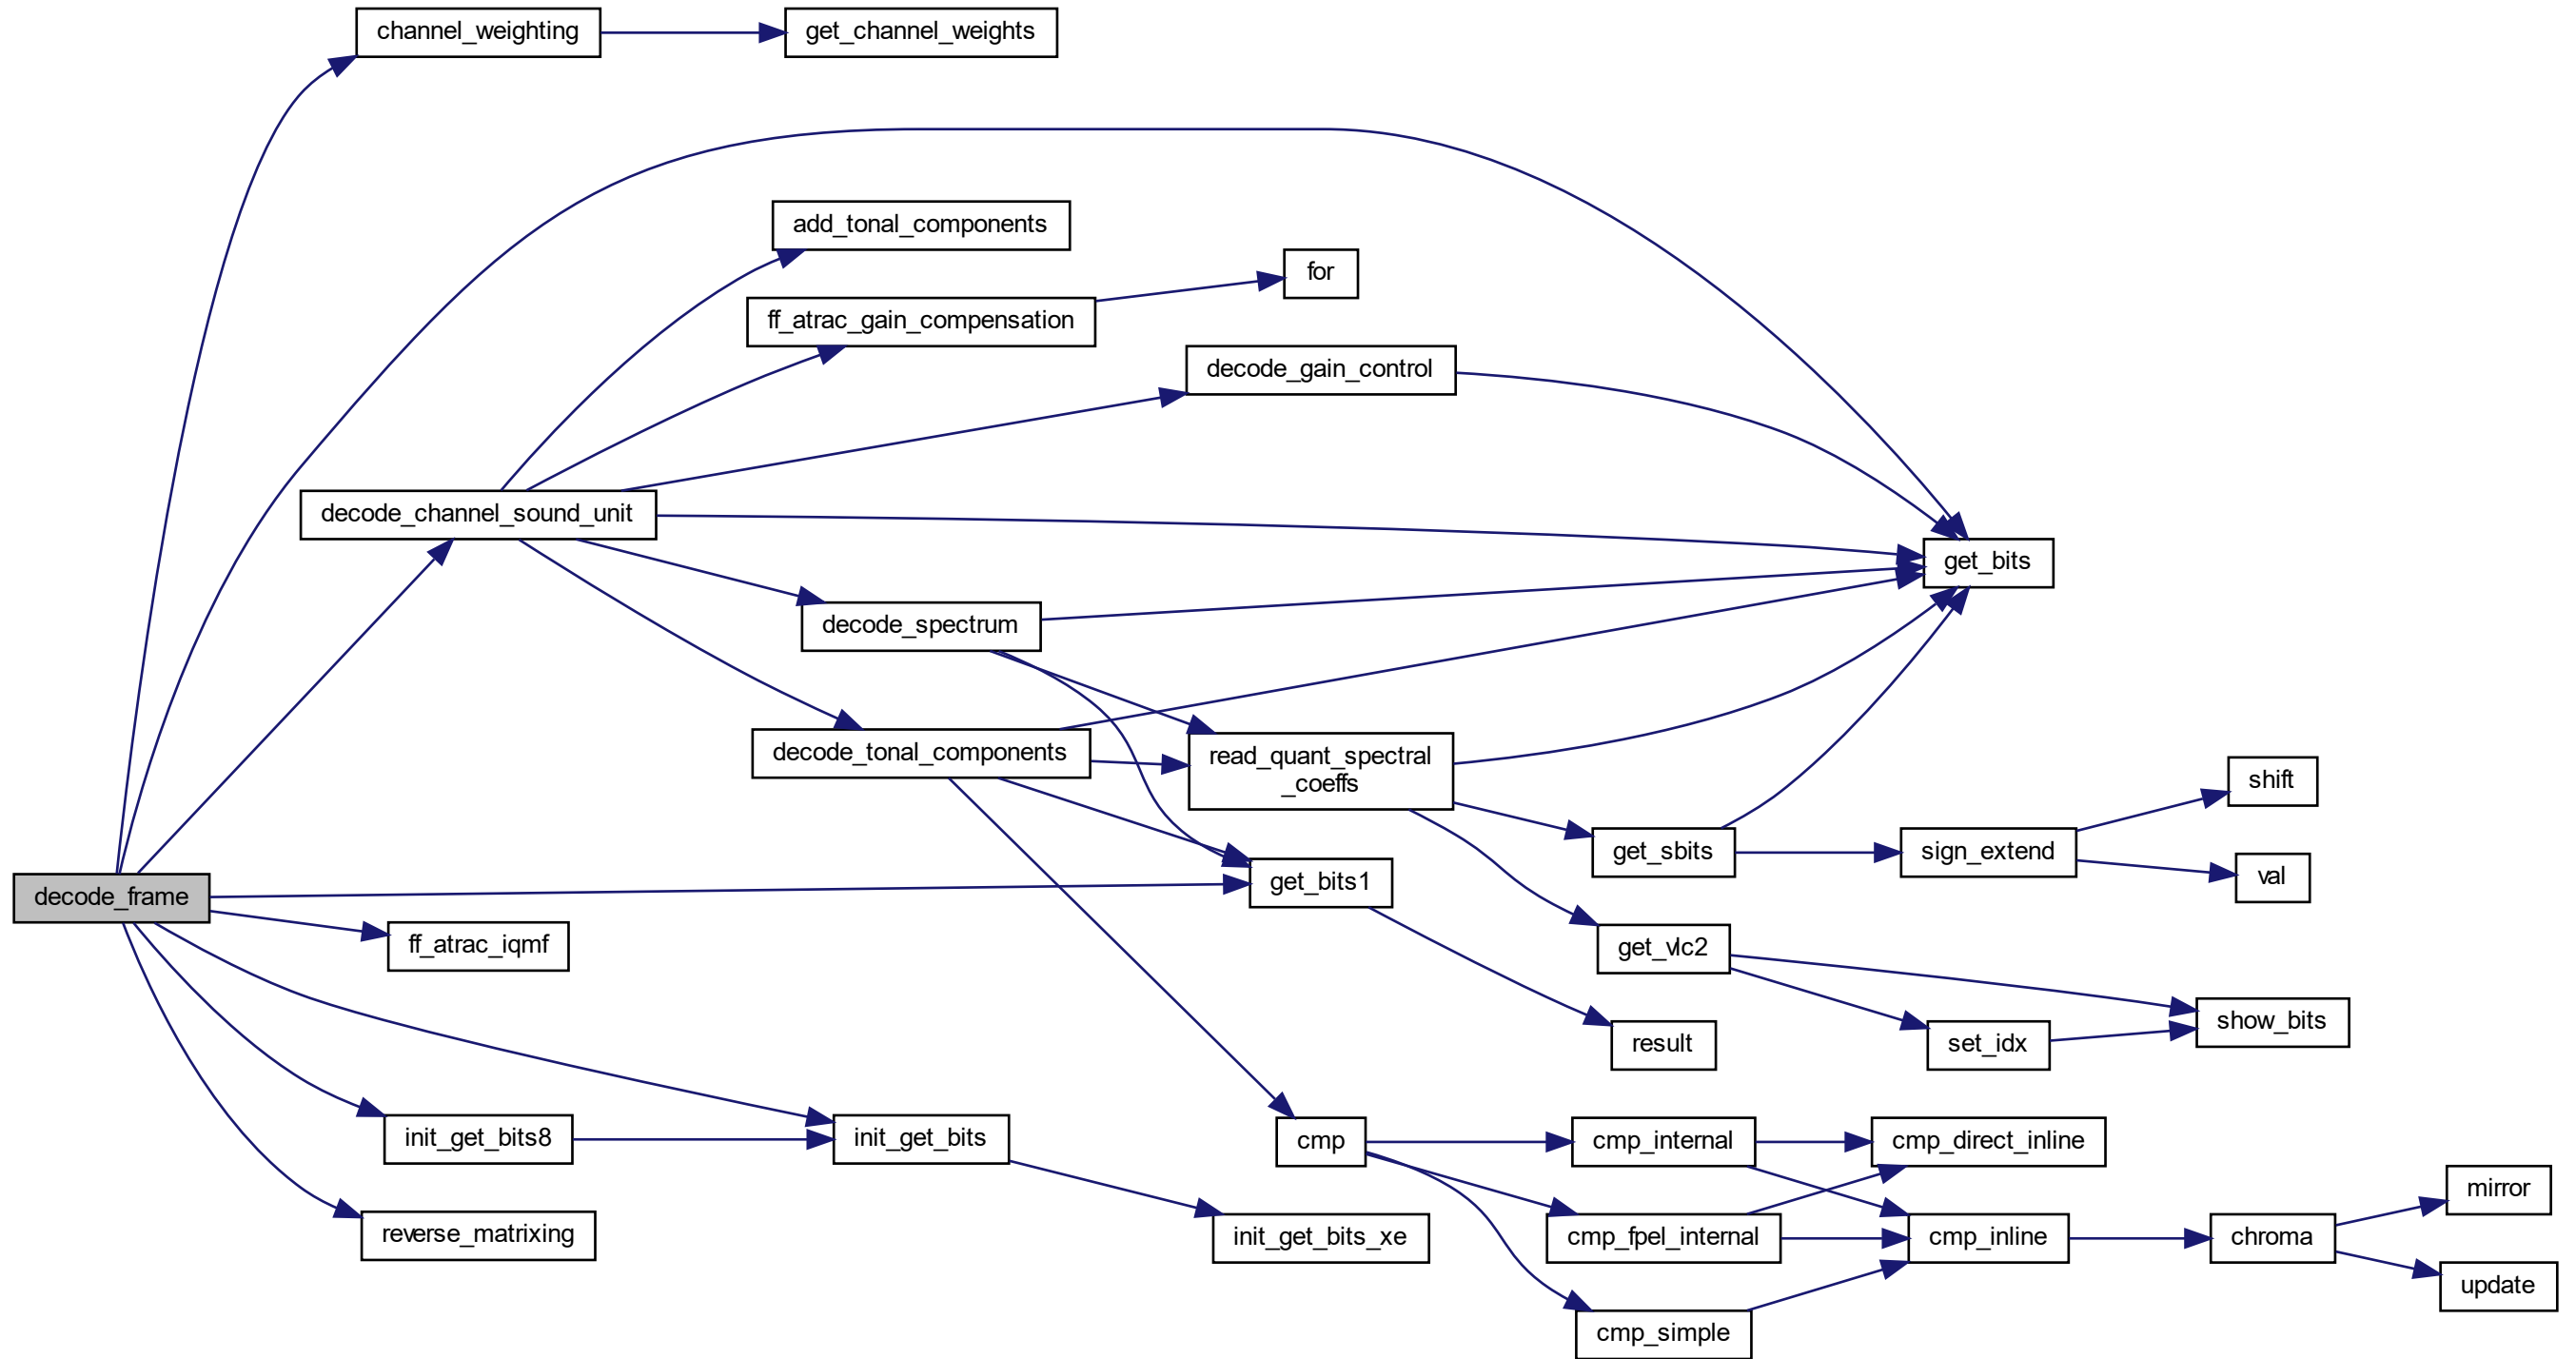 channel_weighting
get_channel_weights
add_tonal_components
for
ff_atrac_gain_compensation
decode_gain_control
decode_channel_sound_unit
get_bits
decode_spectrum
decode_tonal_components
read_quant_spectral
_coeffs
shift
get_sbits
sign_extend
val
decode_frame
get_bits1
ff_atrac_iqmf
get_vlc2
result
set_idx
show_bits
init_get_bits8
init_get_bits
cmp
cmp_internal
cmp_direct_inline
mirror
reverse_matrixing
init_get_bits_xe
cmp_fpel_internal
cmp_inline
chroma
update
cmp_simple